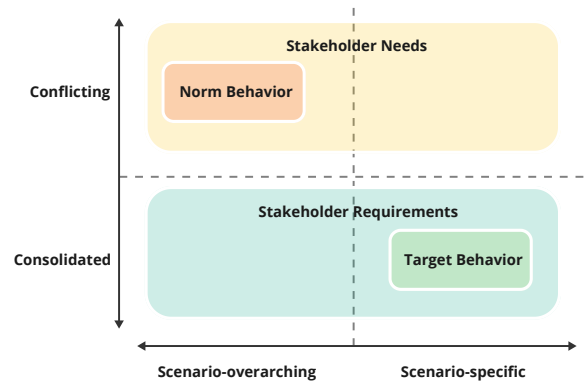 Stakeholder Needs
Conflicting
Norm Behavior
Stakeholder Requirements
Consolidated
Target Behavior
Scenario-overarching
Scenario-specific